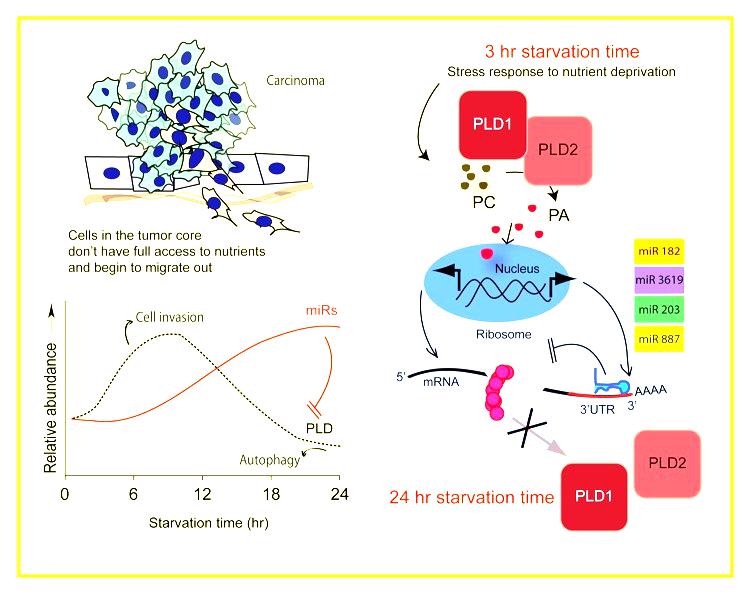 Carcinoma
Cells in the tumor core
don't have full access to nutrients
and begin to migrate out
Relative abundance
Cell invasion
miRs
PLD
Autophagy
0 6 12 18 24
Starvation time (hr)
3 hr starvation time
Stress response to nutrient deprivation
PLD1
PLD2
PC
PA
Nucleus
miR 182
miR 3619
miR 203
miR 887
Ribosome
5'
mRNA
AAAA
3'UTR
3'
PLD2
24 hr starvation time
PLD1